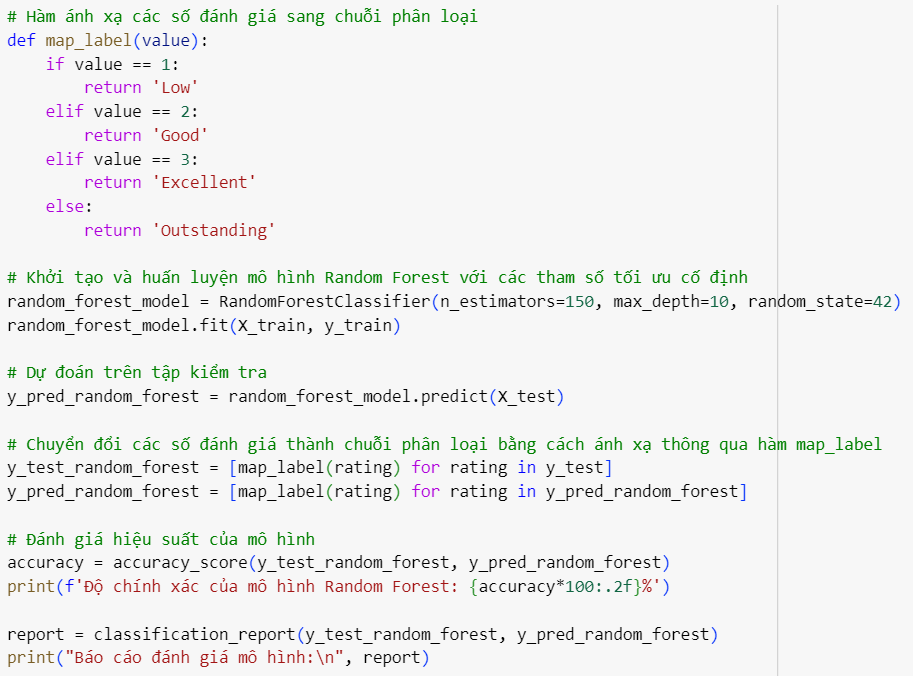 # Hàm ánh xạ các số đánh giá sang chuỗi phân loại
def map_label(value):
    if value == 1:
        return 'Low'
    elif value == 2:
        return 'Good'
    elif value == 3:
        return 'Excellent'
    else:
        return 'Outstanding'

# Khởi tạo và huấn luyện mô hình Random Forest với các tham số tối ưu cố định
random_forest_model = RandomForestClassifier(n_estimators=150, max_depth=10, random_state=42)
random_forest_model.fit(X_train, y_train)

# Dự đoán trên tập kiểm tra
y_pred_random_forest = random_forest_model.predict(X_test)

# Chuyển đổi các số đánh giá thành chuỗi phân loại bằng cách ánh xạ thông qua hàm map_label
y_test_random_forest = [map_label(rating) for rating in y_test]
y_pred_random_forest = [map_label(rating) for rating in y_pred_random_forest]

# Đánh giá hiệu suất của mô hình
accuracy = accuracy_score(y_test_random_forest, y_pred_random_forest)
print(f'Độ chính xác của mô hình Random Forest: {accuracy*100:.2f}%')

report = classification_report(y_test_random_forest, y_pred_random_forest)
print("Báo cáo đánh giá mô hình:\n", report)